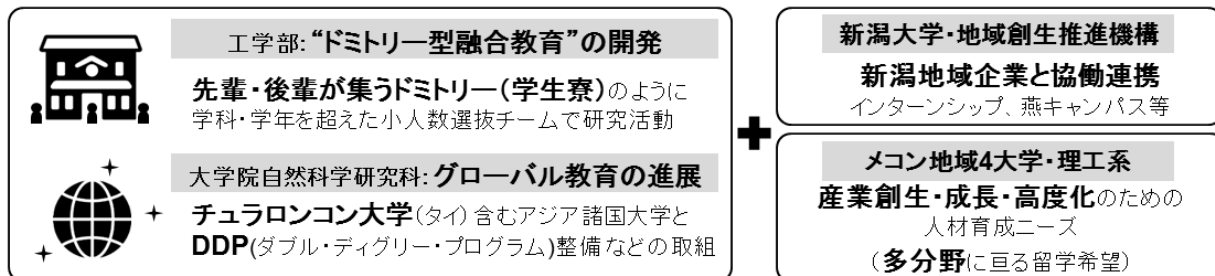 工学部:“ドミトリー型融合教育”の開発
先輩・後輩が集うドミトリー(学生寮)のように
学科・学年を超えた小人数選抜チームで研究活動
大学院自然科学研究科:グローバル教育の進展
チュラロンコン大学(タイ)含むアジア諸国大学と
DDP(ダブル・ディグリー・プログラム)整備などの取組
新潟大学・地域創生推進機構
新潟地域企業と協働連携
インターンシップ、燕キャンパス等
メコン地域4大学・理工系
産業創生・成長・高度化のための
人材育成ニーズ
(多分野に亘る留学希望)